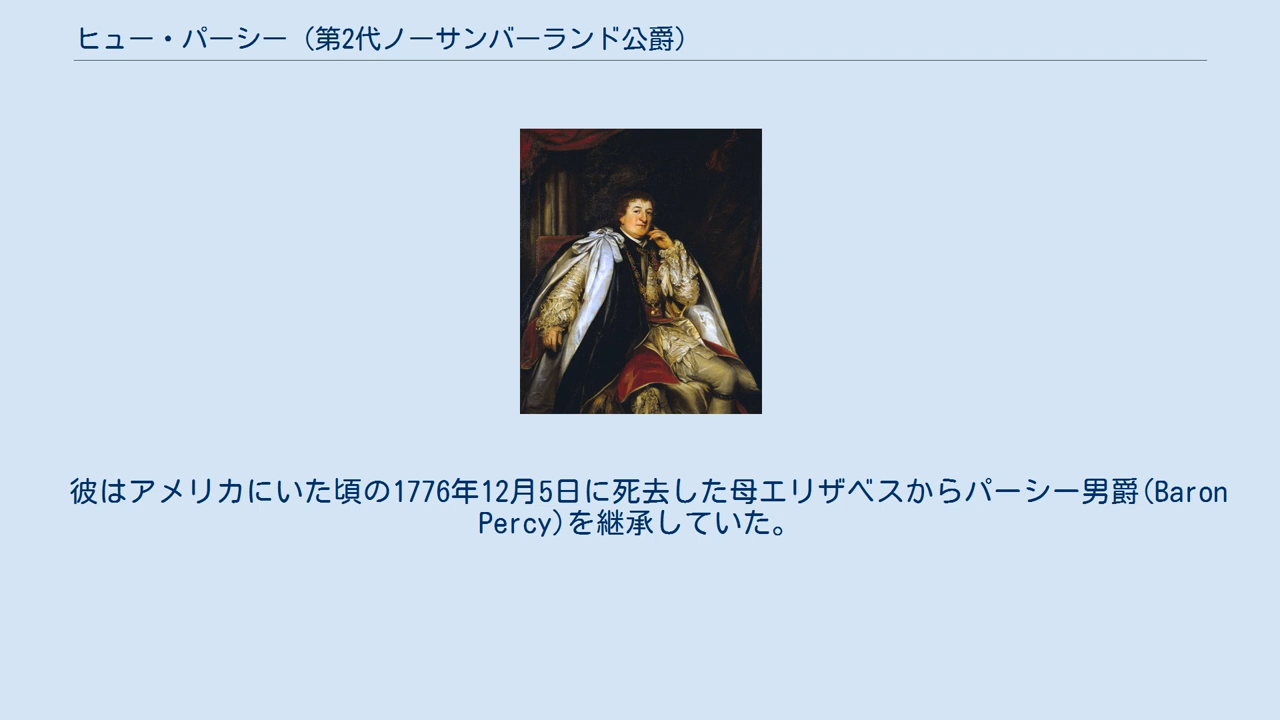 ヒュー・パーシー (第2代ノーサンバーランド公爵)
彼はアメリカにいた頃の1776年12月5日に死去した母エリザベスからパーシー男爵(Baron
Percy)を継承していた。